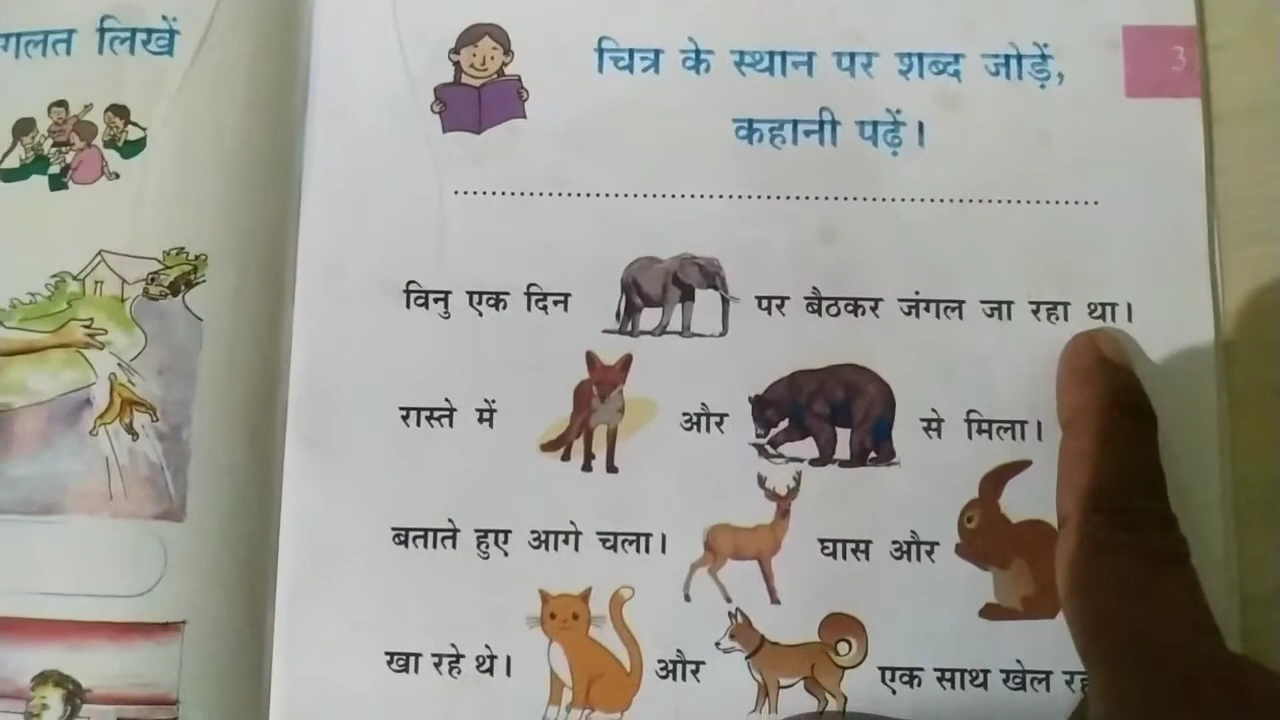 गलत लिखें
चित्र के स्थान पर शब्द जोड़ें,
कहानी पढ़ें।
3
विनु एक दिन पर बैठकर जंगल जा रहा था।
रास्ते में और से मिला।
बताते हुए आगे चला। घास और
खा रहे थे। और एक साथ खेल